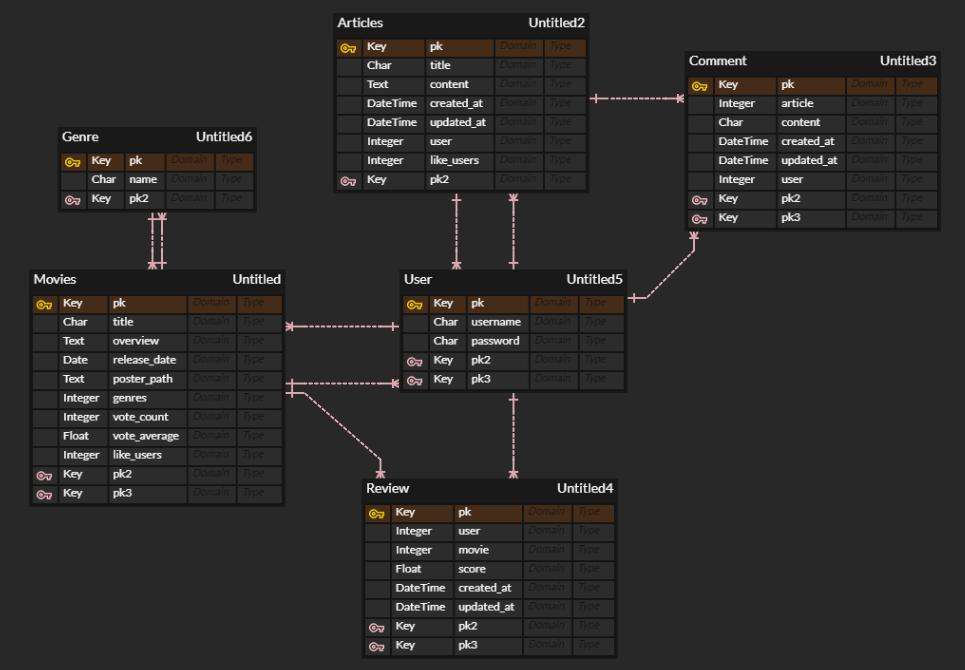 Articles Untitled2
Key pk Domain Type
Char title Domain Type
Text content Domain Type
DateTime created_at Domain Type
DateTime updated_at Domain Type
Integer user Domain Type
Integer like_users Domain Type
Key pk2 Domain Type
Comment Untitled3
Key pk Domain Type
Integer article Domain Type
Char content Domain Type
DateTime created_at Domain Type
DateTime updated_at Domain Type
Integer user Domain Type
Key pk2 Domain Type
Key pk3 Domain Type
Genre Untitled6
Key pk Domain Type
Char name Domain Type
Key pk2 Domain Type
Movies Untitled
Key pk Domain Type
Char title Domain Type
Text overview Domain Type
Date release_date Domain Type
Text poster_path Domain Type
Integer genres Domain Type
Integer vote_count Domain Type
Float vote_average Domain Type
Integer like_users Domain Type
Key pk2 Domain Type
Key pk3 Domain Type
User Untitled5
Key pk Domain Type
Char username Domain Type
Char password Domain Type
Key pk2 Domain Type
Key pk3 Domain Type
Review Untitled4
Key pk Domain Type
Integer user Domain Type
Integer movie Domain Type
Float score Domain Type
DateTime created_at Domain Type
DateTime updated_at Domain Type
Key pk2 Domain Type
Key pk3 Domain Type